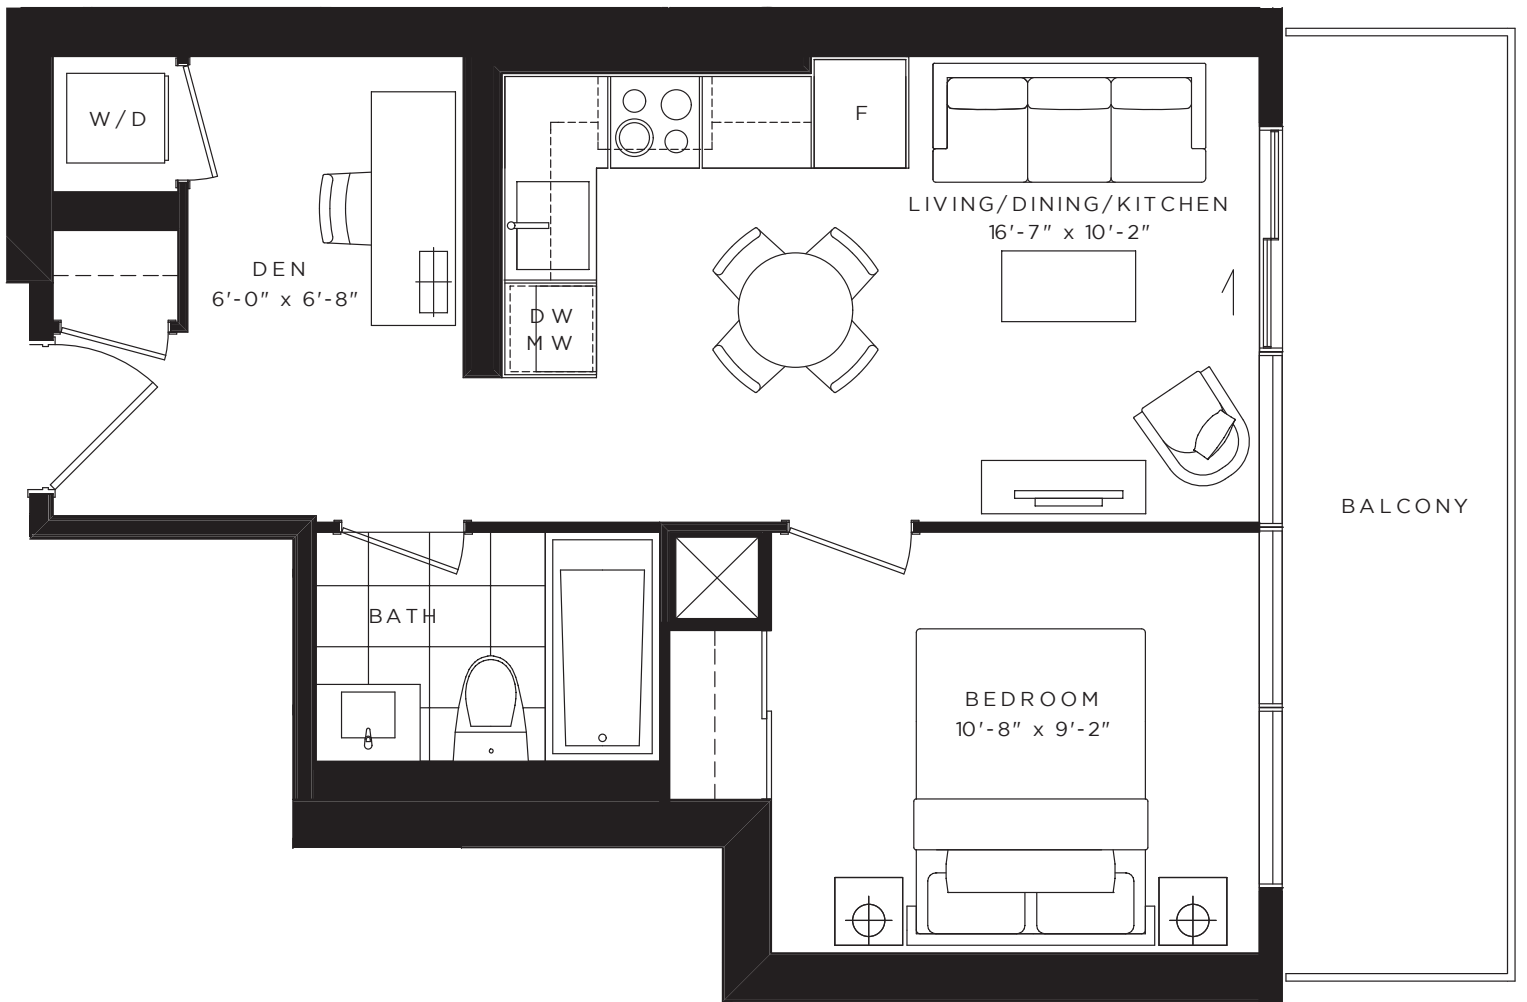 W/D
F
LIVING/DINING/KITCHEN
16'-7" x 10'-2"
DEN
6'-0" x 6'-8"
DW
MW
BALCONY
BATH
BEDROOM
10'-8" x 9'-2"